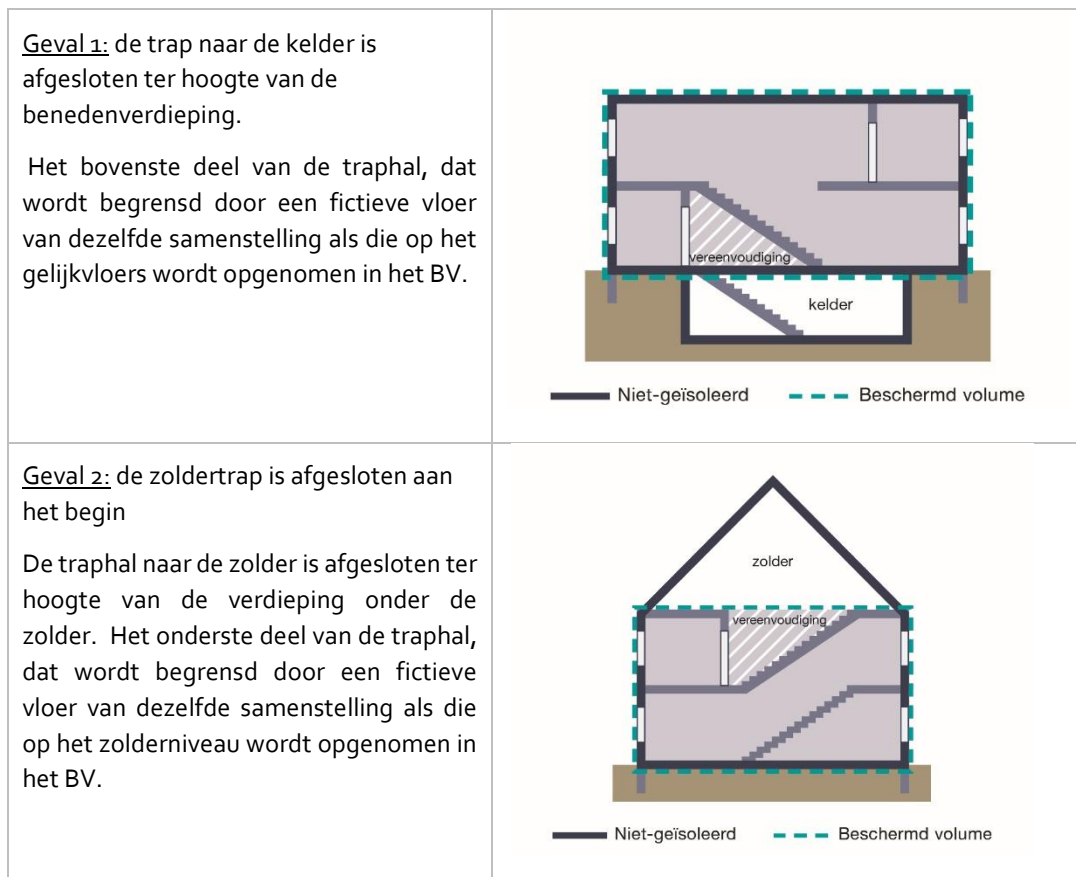 Geval 1: de trap naar de kelder is
afgesloten ter hoogte van de
benedenverdieping.
Het bovenste deel van de traphal, dat
wordt begrensd door een fictieve vloer
van dezelfde samenstelling als die op het
gelijkvloers wordt opgenomen in het BV.
vereenvoudiging
kelder
Niet-geïsoleerd
Beschermd volume
Geval 2: de zoldertrap is afgesloten aan
het begin
De traphal naar de zolder is afgesloten ter
hoogte van de verdieping onder de
zolder. Het onderste deel van de traphal,
dat wordt begrensd door een fictieve
vloer van dezelfde samenstelling als die
op het zolderniveau wordt opgenomen in
het BV.
zolder
vereenvoudiging
Niet-geïsoleerd
Beschermd volume